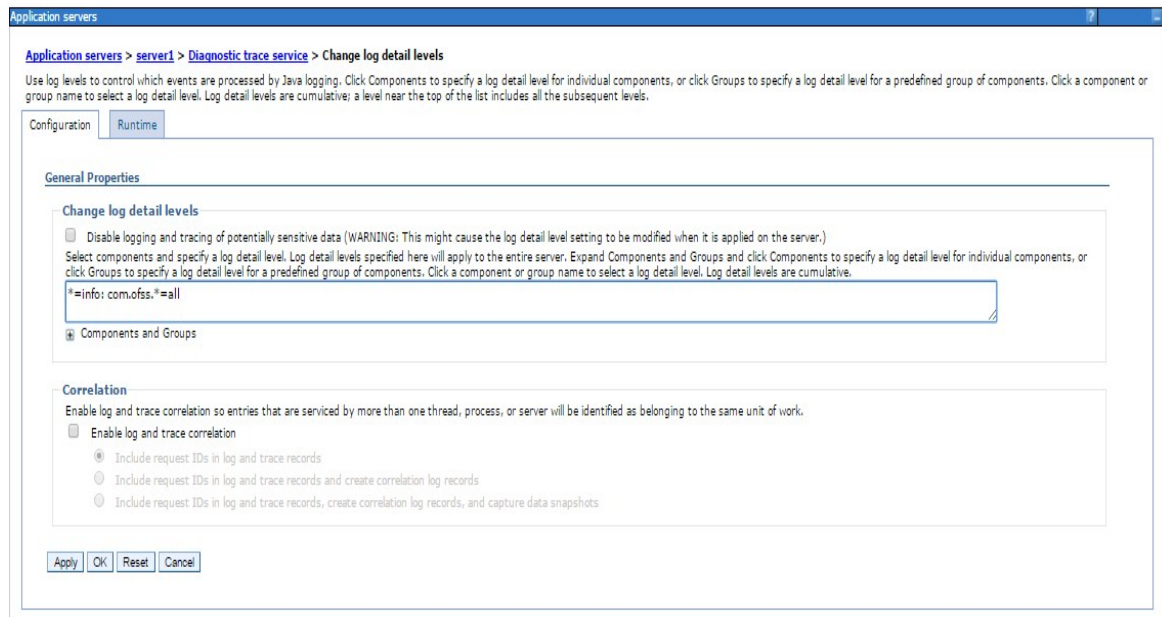 Application servers ? –
Application servers > server1 > Diagnostic trace service > Change log detail levels
Use log levels to control which events are processed by Java logging. Click Components to specify a log detail level for individual components, or click Groups to specify a log detail level for a predefined group of components. Click a component or
group name to select a log detail level. Log detail levels are cumulative; a level near the top of the list includes all the subsequent levels.
Configuration Runtime
General Properties
Change log detail levels
Disable logging and tracing of potentially sensitive data (WARNING: This might cause the log detail level setting to be modified when it is applied on the server.)
Select components and specify a log detail level. Log detail levels specified here will apply to the entire server. Expand Components and Groups and click Components to specify a log detail level for individual components, or
click Groups to specify a log detail level for a predefined group of components. Click a component or group name to select a log detail level. Log detail levels are cumulative.
*=info: com.ofss.*=all
Components and Groups
Correlation
Enable log and trace correlation so entries that are serviced by more than one thread, process, or server will be identified as belonging to the same unit of work.
Enable log and trace correlation
Include request IDs in log and trace records
Include request IDs in log and trace records and create correlation log records
Include request IDs in log and trace records, create correlation log records, and capture data snapshots
Apply OK Reset Cancel